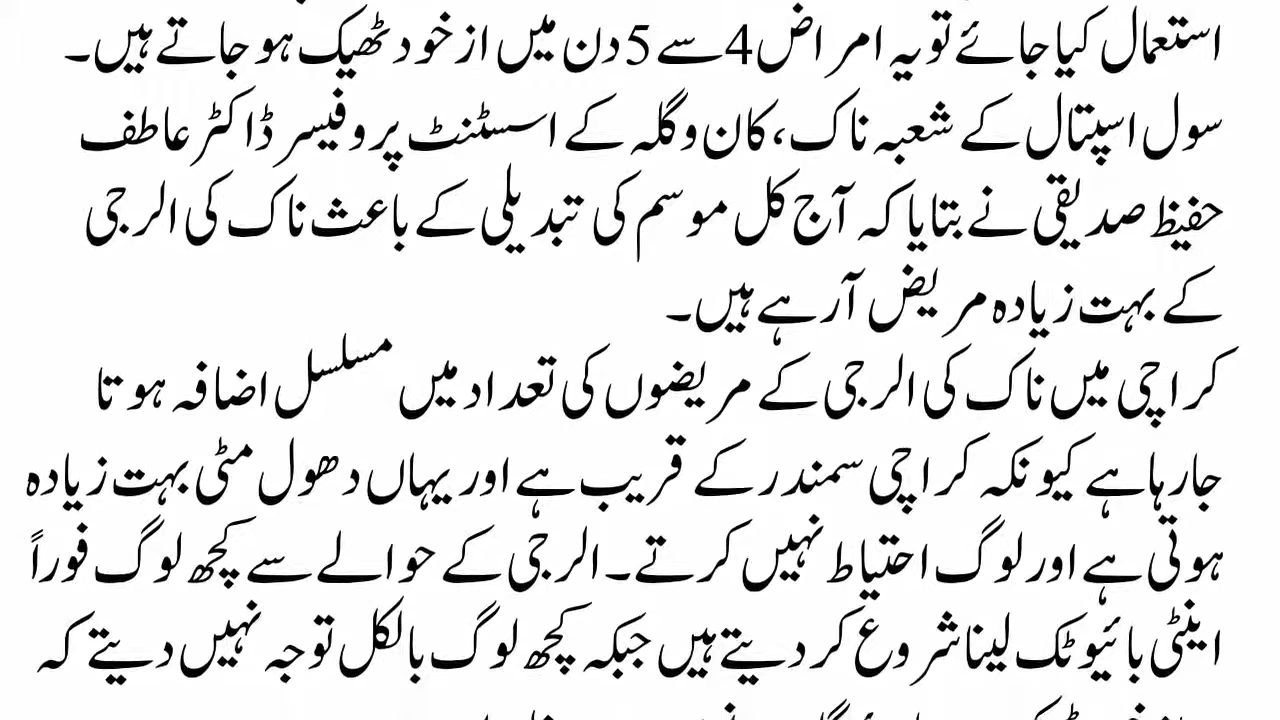 استعمال کیا جائے تو یہ امراض 4 سے 5 دن میں از خود ٹھیک ہو جاتے ہیں۔
سول اسپتال کے شعبہ ناک، کان و گلہ کے اسسٹنٹ پروفیسر ڈاکٹر عاطف
حفیظ صدیقی نے بتایا کہ آج کل موسم کی تبدیلی کے باعث ناک کی الرجی
کے بہت زیادہ مریض آ رہے ہیں۔
کراچی میں ناک کی الرجی کے مریضوں کی تعداد میں مسلسل اضافہ ہوتا
جا رہا ہے کیونکہ کراچی سمندر کے قریب ہے اور یہاں دھول مٹی بہت زیادہ
ہوتی ہے اور لوگ احتیاط نہیں کرتے۔ الرجی کے حوالے سے کچھ لوگ فوراً
اینٹی بائیوٹک لینا شروع کر دیتے ہیں جبکہ کچھ لوگ بالکل توجہ نہیں دیتے کہ